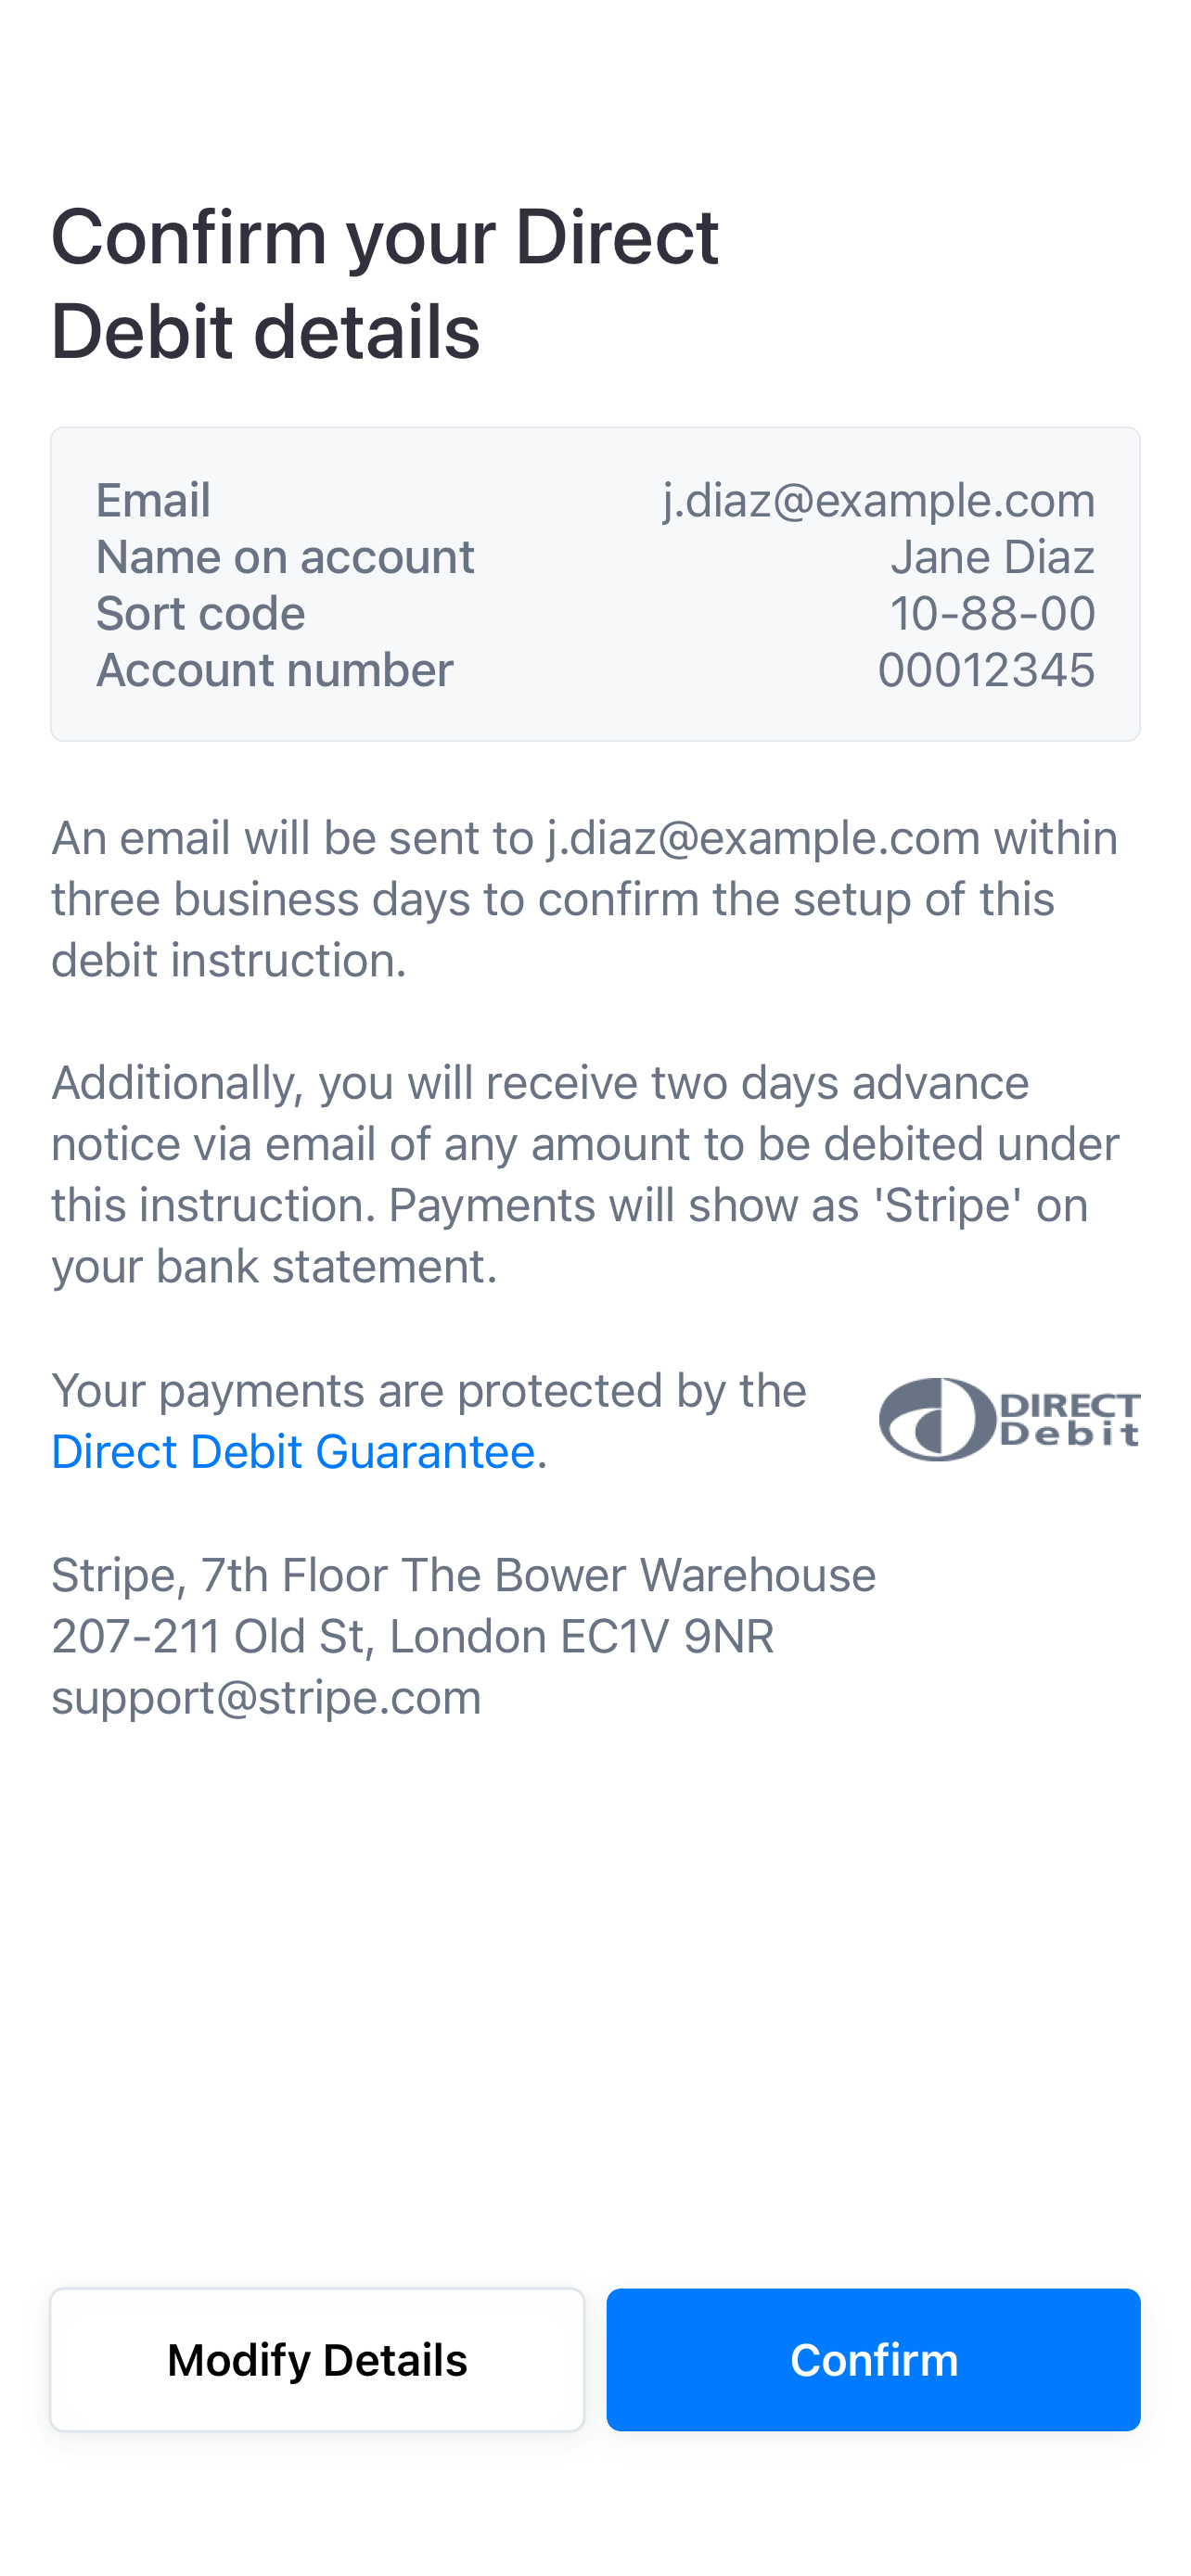 Confirm your Direct
Debit details
Email j.diaz@example.com
Name on account Jane Diaz
Sort code 10-88-00
Account number 00012345
An email will be sent to j.diaz@example.com within
three business days to confirm the setup of this
debit instruction.
Additionally, you will receive two days advance
notice via email of any amount to be debited under
this instruction. Payments will show as 'Stripe' on
your bank statement.
Your payments are protected by the
Direct Debit Guarantee.
DIRECT
Debit
Stripe, 7th Floor The Bower Warehouse
207-211 Old St, London EC1V 9NR
support@stripe.com
Modify Details Confirm